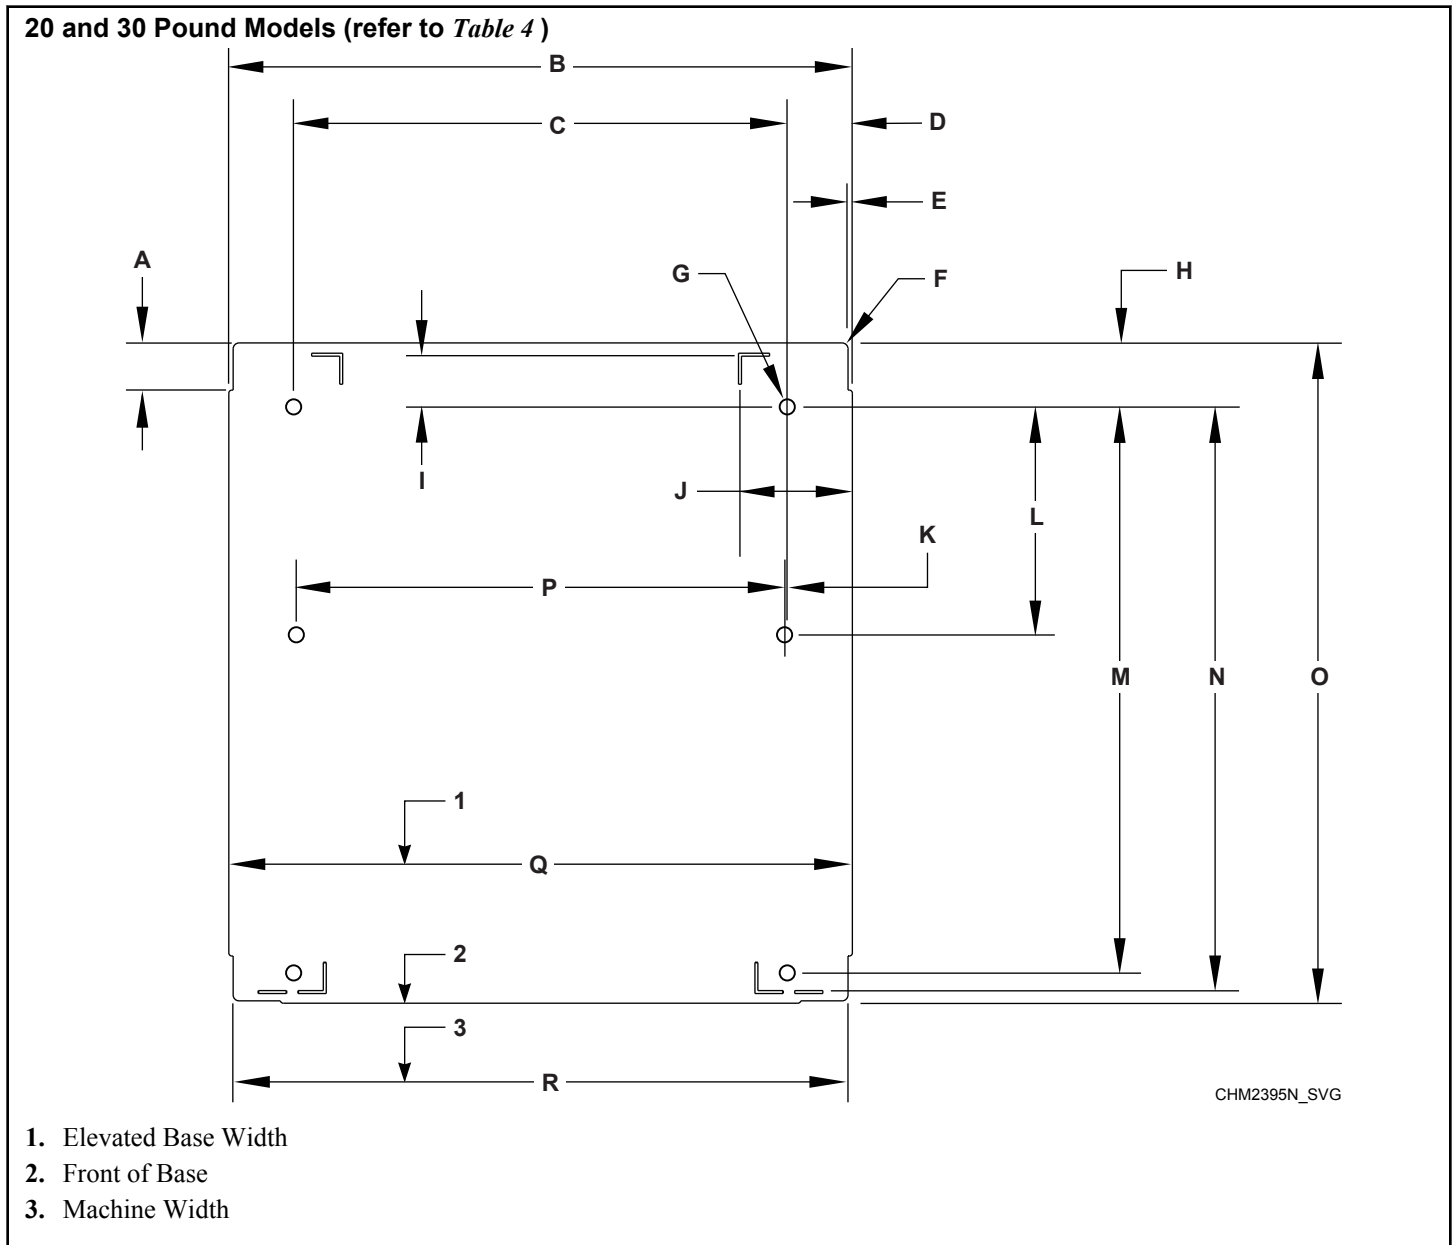 20 and 30 Pound Models (refer to Table 4 )
B
C
D
E
A
G
F
H
I
J
L
K
P
M
N
O
1
Q
2
3
R
CHM2395N_SVG
1. Elevated Base Width
2. Front of Base
3. Machine Width